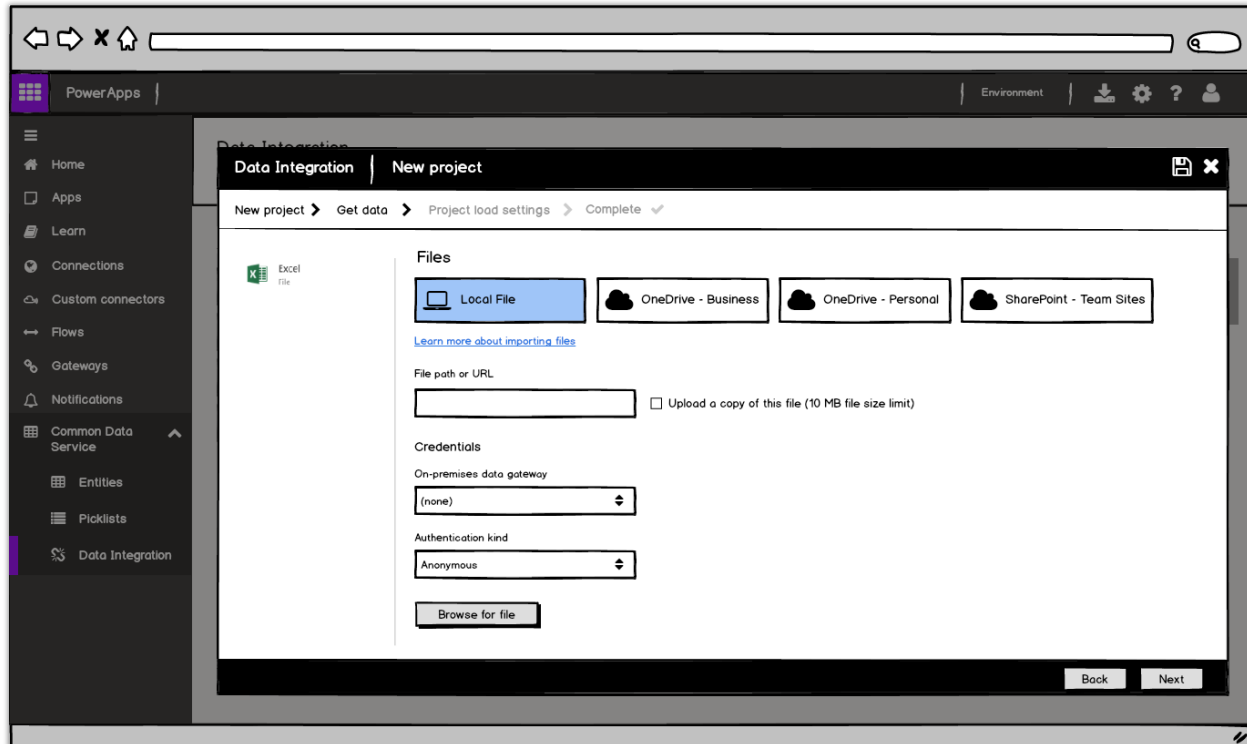 PowerApps
Environment
?
Home
Apps
Learn
Connections
Custom connectors
Flows
Gateways
Notifications
Common Data
Service
Entities
Picklists
Data Integration
Data Integration
Data Integration New project
New project Get data Project load settings Complete
Excel
File
Files
Local File OneDrive - Business OneDrive - Personal SharePoint - Team Sites
Learn more about importing files
File path or URL
Upload a copy of this file (10 MB file size limit)
Credentials
On-premises data gateway
(none)
Authentication kind
Anonymous
Browse for file
Back Next